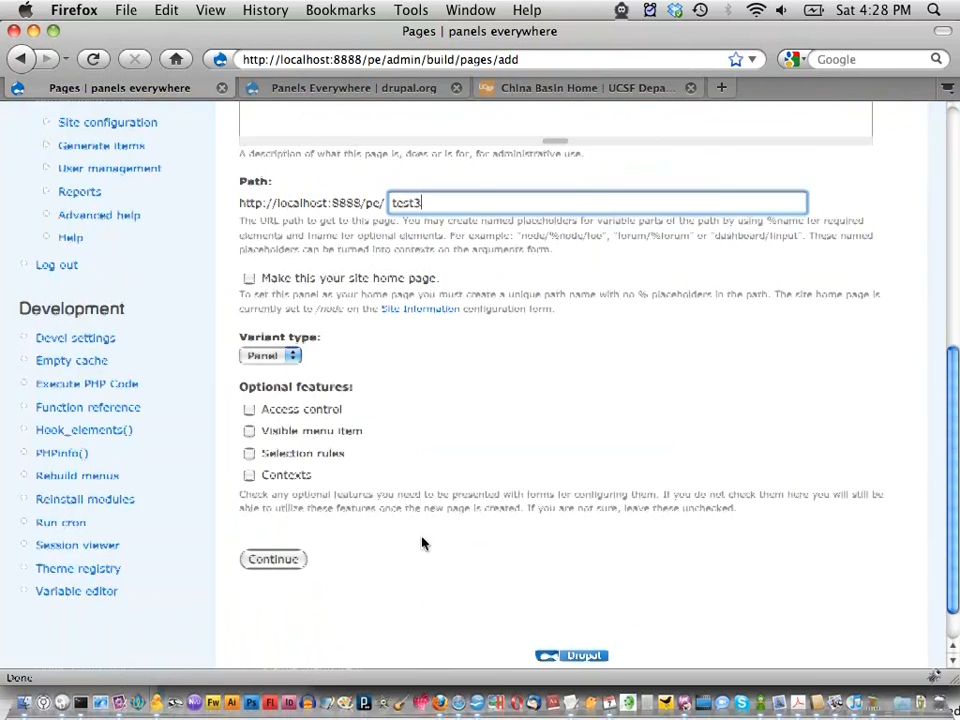 Firefox File Edit View History Bookmarks Tools Window Help Sat 4:28 PM
Pages | panels everywhere
http://localhost:8888/pe/admin/build/pages/add Google
Pages | panels everywhere Panels Everywhere | drupal.org China Basin Home | UCSF Depa...
Site configuration
Generate items
User management
Reports
Advanced help
Help
Log out
Development
Devel settings
Empty cache
Execute PHP Code
Function reference
Hook_elements()
PHPinfo()
Rebuild menus
Reinstall modules
Run cron
Session viewer
Theme registry
Variable editor
A description of what this page is, does or is for, for administrative use.
Path:
http://localhost:8888/pe/ test3
The URL path to get to this page. You may create named placeholders for variable parts of the path by using %name for required
elements and !name for optional elements. For example: "node/%node/foo", "forum/%forum" or "dashboard/!input". These named
placeholders can be turned into contexts on the arguments form.
Make this your site home page.
To set this panel as your home page you must create a unique path name with no % placeholders in the path. The site home page is
currently set to /node on the Site Information configuration form.
Variant type:
Panel
Optional features:
Access control
Visible menu item
Selection rules
Contexts
Check any optional features you need to be presented with forms for configuring them. If you do not check them here you will still be
able to utilize these features once the new page is created. If you are not sure, leave these unchecked.
Continue
Drupal
Done